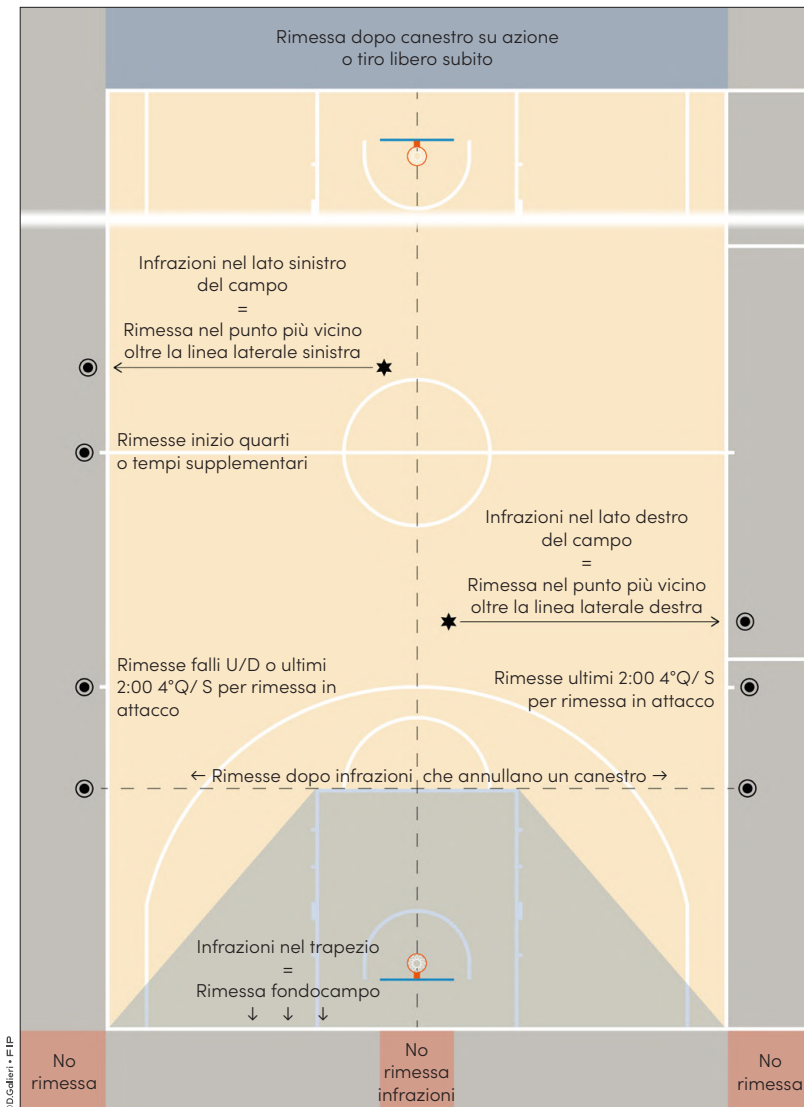 Rimessa dopo canestro su azione
o tiro libero subito
Infrazioni nel lato sinistro
del campo
=
Rimessa nel punto più vicino
oltre la linea laterale sinistra
Rimesse inizio quarti
o tempi supplementari
Infrazioni nel lato destro
del campo
=
Rimessa nel punto più vicino
oltre la linea laterale destra
Rimesse falli U/D o ultimi
2:00 4°Q/ S per rimessa in
attacco
Rimesse ultimi 2:00 4°Q/ S
per rimessa in attacco
← Rimesse dopo infrazioni che annullano un canestro →
Infrazioni nel trapezio
=
Rimessa fondocampo
↓ ↓ ↓
No
rimessa
No
rimessa
infrazioni
No
rimessa
D.Galieri • FIP